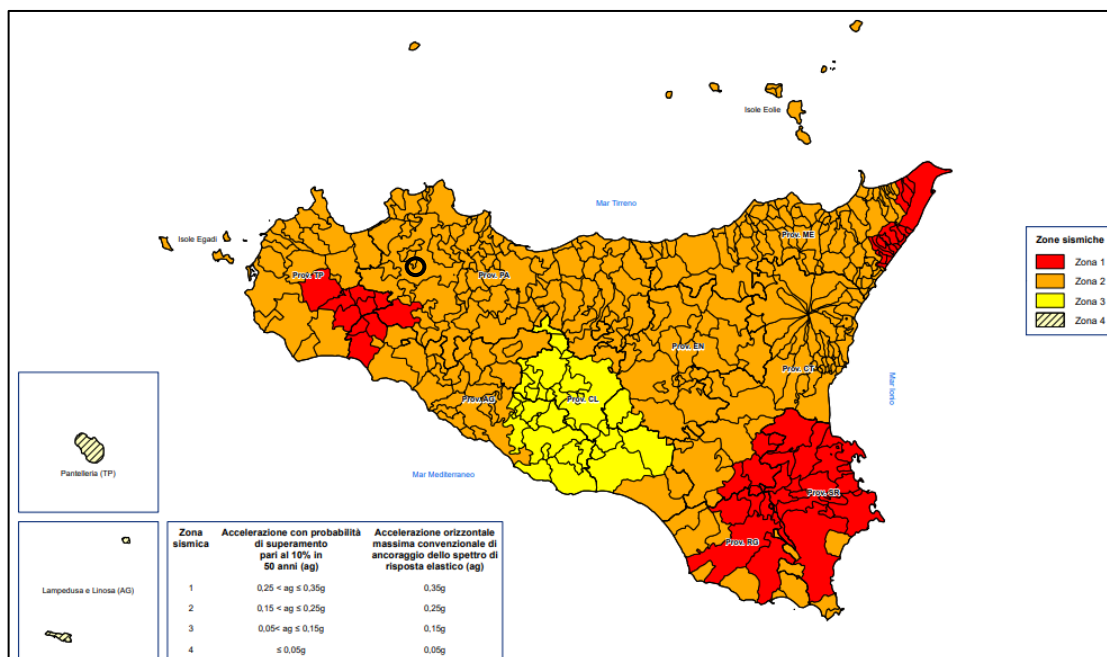 Isole Eolie
Mar Tirreno
Isole Egadi
Prov. ME
Prov. TP
Prov. PA
Zone sismiche
Zona 1
Zona 2
Zona 3
Zona 4
Prov. EN
Prov. CT
Mar Ionio
Prov. AG
Prov. CL
Mar Mediterraneo
Pantelleria (TP)
Prov. SR
Prov. RG
Lampedusa e Linosa (AG)
Zona sismica
Accelerazione con probabilità di superamento pari al 10% in 50 anni (ag)
Accelerazione orizzontale massima convenzionale di ancoraggio dello spettro di risposta elastico (ag)
1 0,25 < ag ≤ 0,35g 0,35g
2 0,15 < ag ≤ 0,25g 0,25g
3 0,05< ag ≤ 0,15g 0,15g
4 ≤ 0,05g 0,05g